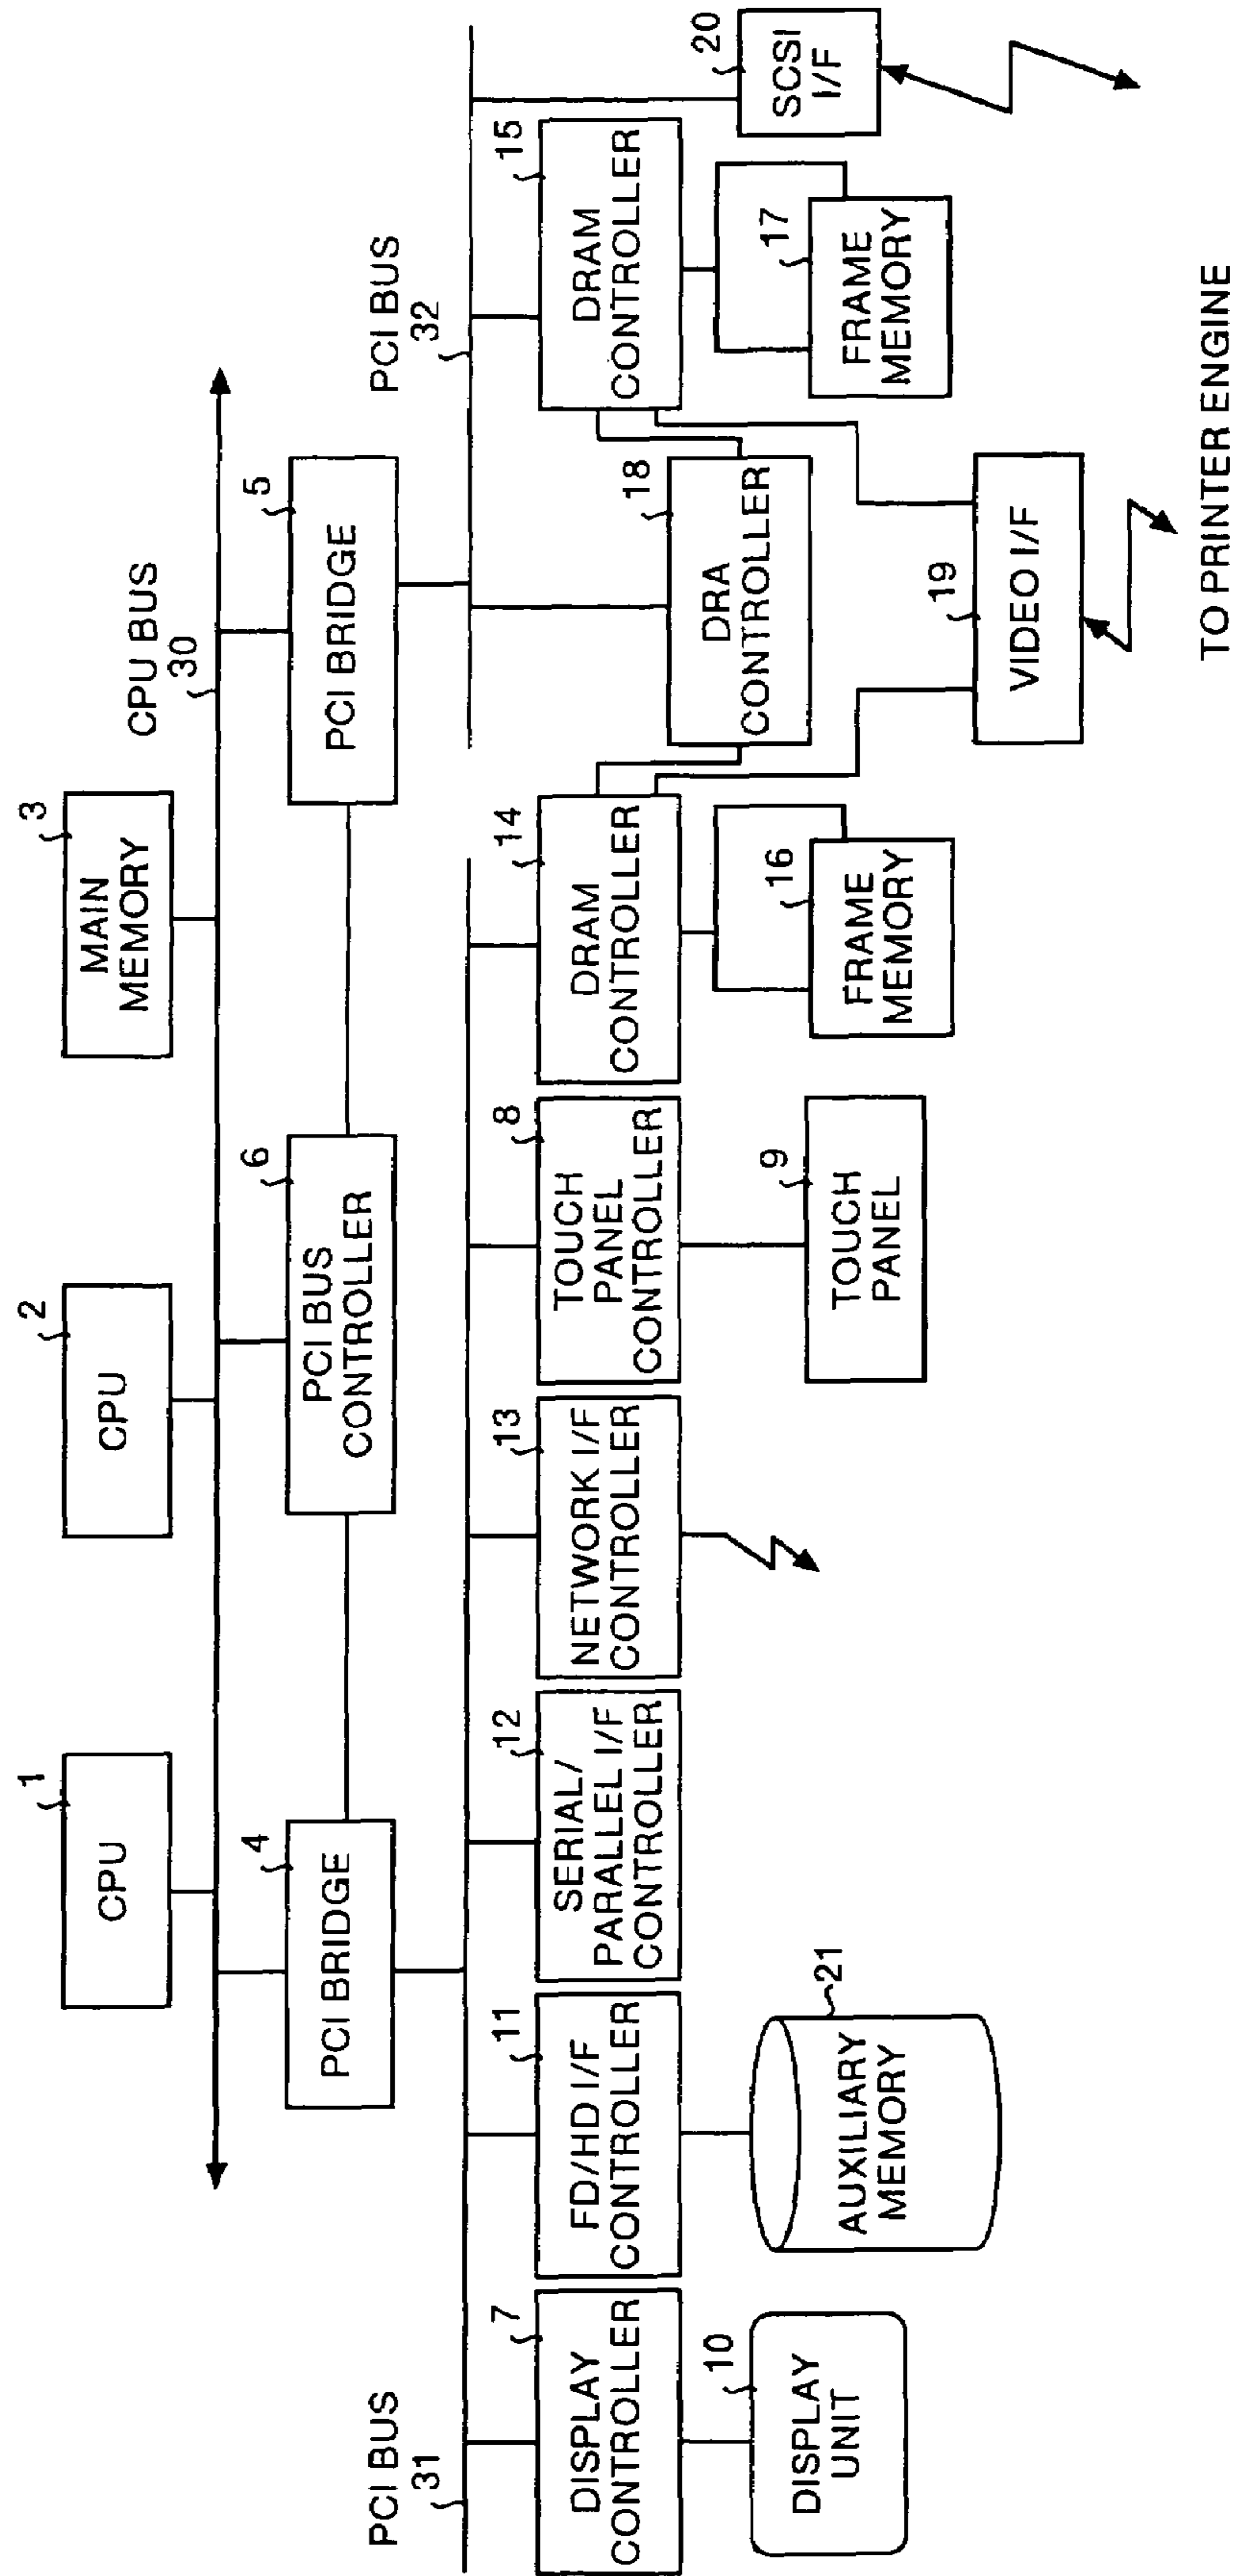 1
CPU
2
CPU
3
MAIN
MEMORY
CPU BUS
30
4
PCI BRIDGE
6
PCI BUS
CONTROLLER
5
PCI BRIDGE
PCI BUS
31
PCI BUS
32
7
DISPLAY
CONTROLLER
11
FD/HD I/F
CONTROLLER
12
SERIAL/
PARALLEL I/F
CONTROLLER
13
NETWORK I/F
CONTROLLER
8
TOUCH
PANEL
CONTROLLER
14
DRAM
CONTROLLER
15
DRAM
CONTROLLER
10
DISPLAY
UNIT
21
AUXILIARY
MEMORY
9
TOUCH
PANEL
16
FRAME
MEMORY
18
DRA
CONTROLLER
17
FRAME
MEMORY
20
SCSI
I/F
19
VIDEO I/F
TO PRINTER ENGINE